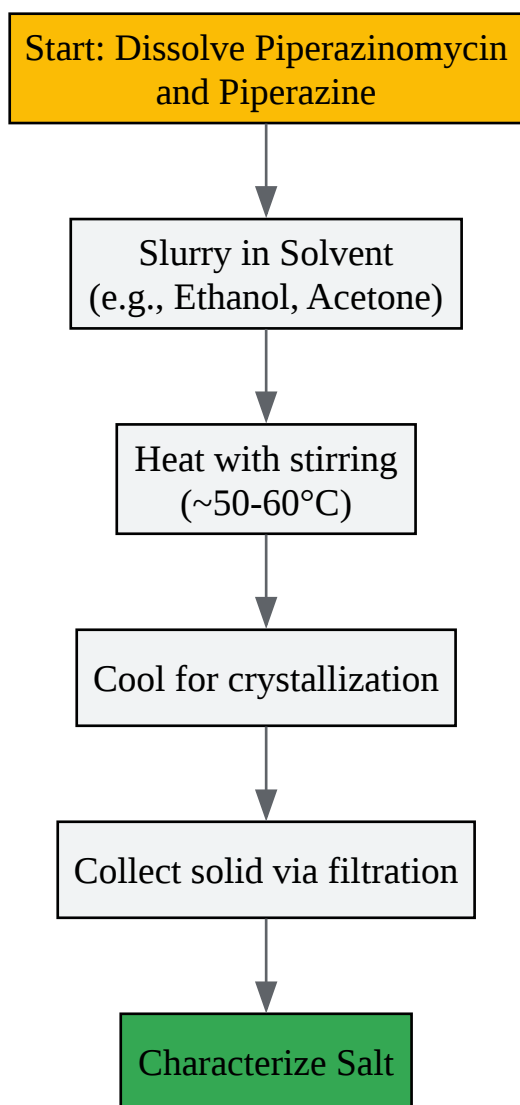 Start: Dissolve Piperazinomycin
and Piperazine
Slurry in Solvent
(e.g., Ethanol, Acetone)
Heat with stirring
(~50-60°C)
Cool for crystallization
Collect solid via filtration
Characterize Salt